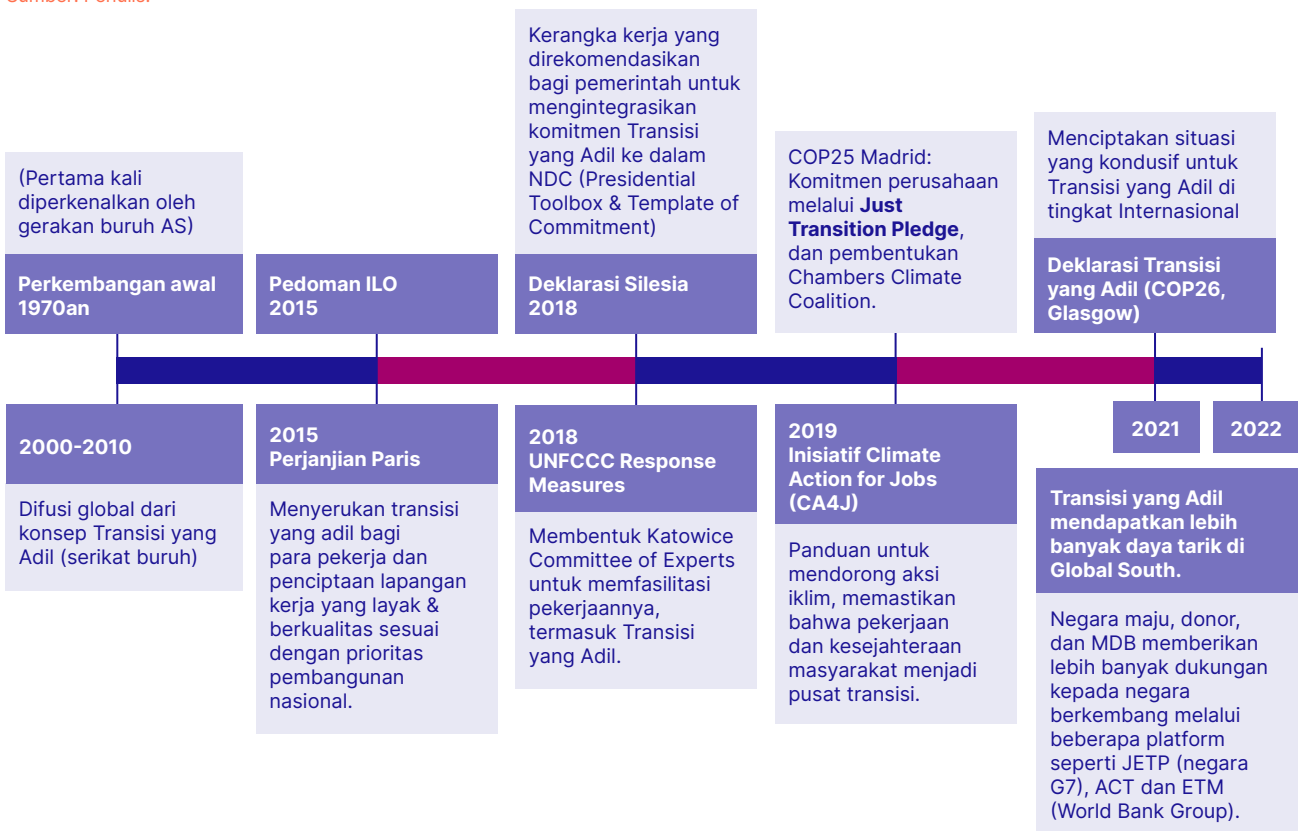 Kerangka kerja yang
direkomendasikan
bagi pemerintah untuk
mengintegrasikan
komitmen Transisi
yang Adil ke dalam
NDC (Presidential
Toolbox & Template of
Commitment)
(Pertama kali
diperkenalkan oleh
gerakan buruh AS)
COP25 Madrid:
Komitmen perusahaan
melalui Just
Transition Pledge,
dan pembentukan
Chambers Climate
Coalition.
Menciptakan situasi
yang kondusif untuk
Transisi yang Adil di
tingkat Internasional
Perkembangan awal
1970an
Pedoman ILO
2015
Deklarasi Silesia
2018
Deklarasi Transisi
yang Adil (COP26,
Glasgow)
2000-2010
Difusi global dari
konsep Transisi yang
Adil (serikat buruh)
2015
Perjanjian Paris
Menyerukan transisi
yang adil bagi
para pekerja dan
penciptaan lapangan
kerja yang layak &
berkualitas sesuai
dengan prioritas
pembangunan
nasional.
2018
UNFCCC Response
Measures
Membentuk Katowice
Committee of Experts
untuk memfasilitasi
pekerjaannya,
termasuk Transisi
yang Adil.
2019
Inisiatif Climate
Action for Jobs
(CA4J)
Panduan untuk
mendorong aksi
iklim, memastikan
bahwa pekerjaan
dan kesejahteraan
masyarakat menjadi
pusat transisi.
2021
2022
Transisi yang Adil
mendapatkan lebih
banyak daya tarik di
Global South.
Negara maju, donor,
dan MDB memberikan
lebih banyak dukungan
kepada negara
berkembang melalui
beberapa platform
seperti JETP (negara
G7), ACT dan ETM
(World Bank Group).